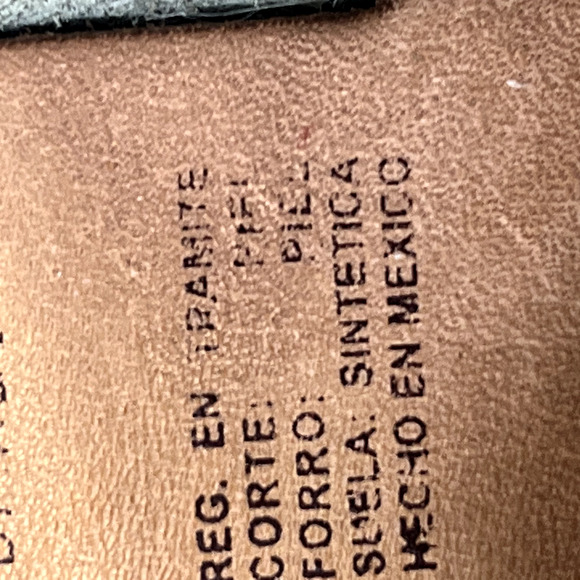 REG. EN TRAMITE
CORTE: PIEL
FORRO: PIEL
SUELA: SINTETICA
HECHO EN MEXICO